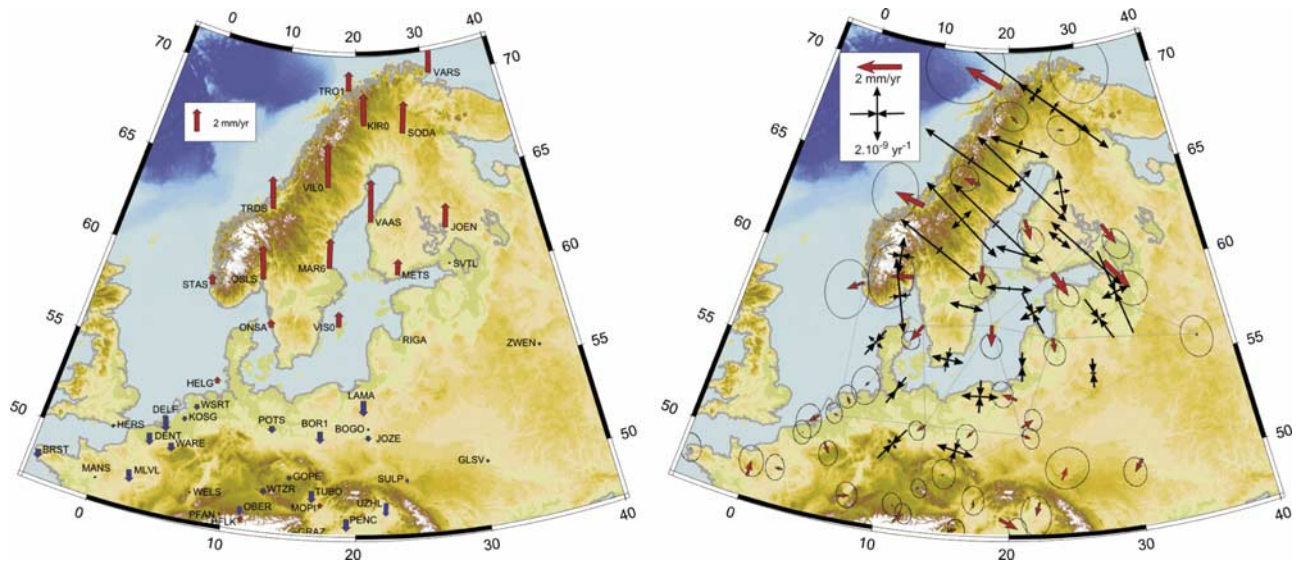 0
10
20
30
40
70
70
65
65
60
60
55
55
50
50
10
20
30
40
2 mm/yr
VARS
TRO1
KIR0
SODA
VIL0
TRDS
VAAS
JOEN
MAR6
OSLS
METS
SVTL
STAS
ONSA
VIS0
RIGA
ZWEN
HELG
WSRT
DELF
KOSG
HERS
DENT
WARE
BRST
MANS
MLVL
LAMA
POTS
BOR1
BOGO
JOZE
GLSV
GOPE
SULP
WELS
WTZR
TUBO
OBER
MOPI
UZHL
PFAN
PENC
GRAZ
0
10
20
30
40
70
70
65
65
60
60
55
55
50
50
10
20
30
40
2 mm/yr
2.10⁻⁹ yr⁻¹